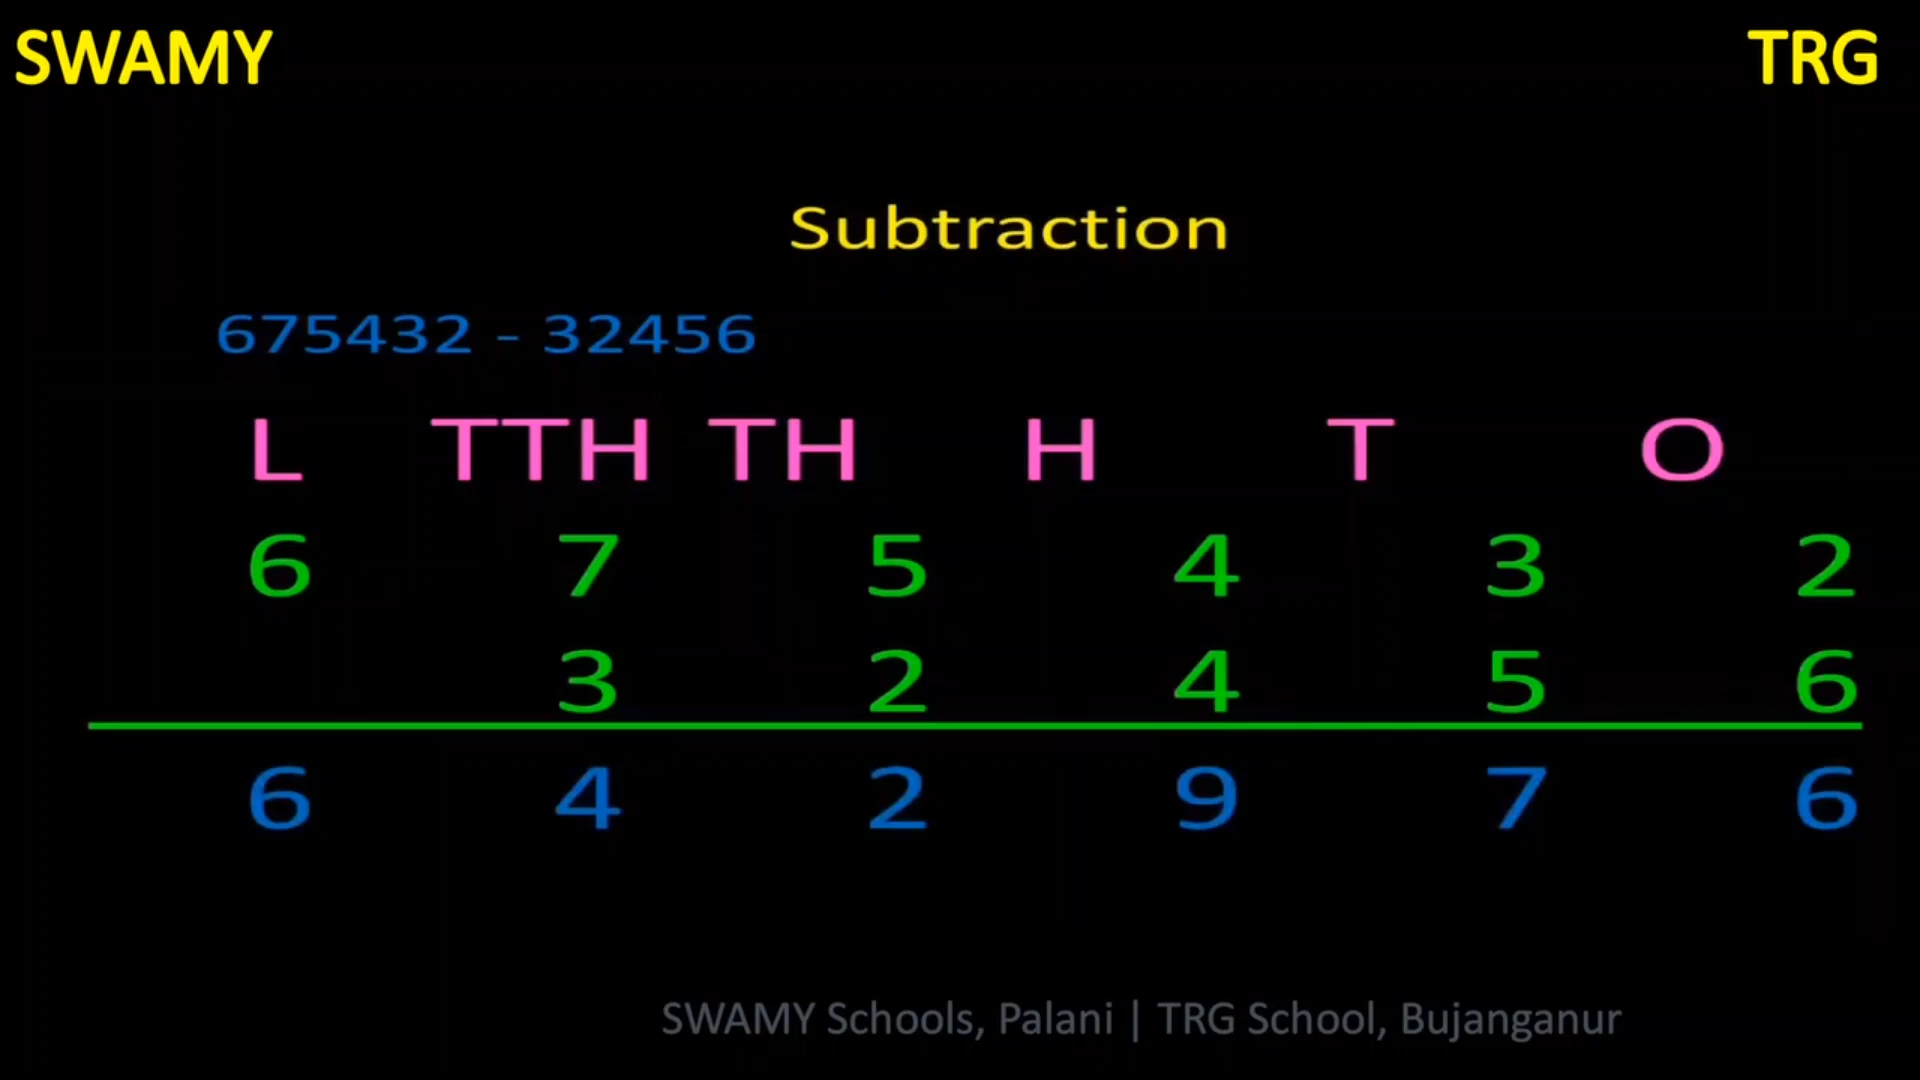 SWAMY TRG
Subtraction
675432 - 32456
L TTH TH H T O
6 7 5 4 3 2
3 2 4 5 6
6 4 2 9 7 6
SWAMY Schools, Palani | TRG School, Bujanganur